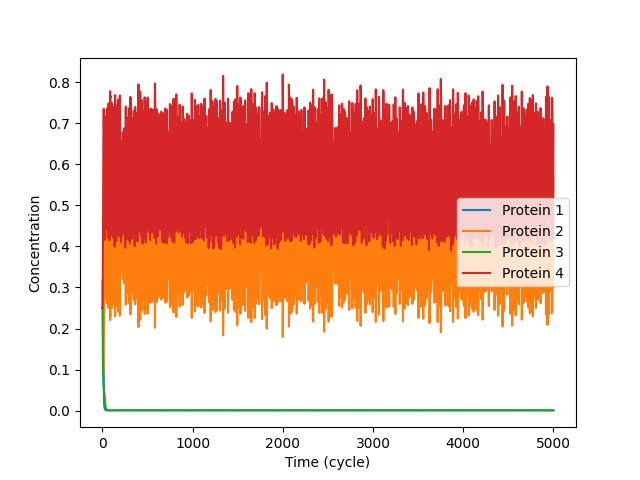 0.8
0.7
0.6
0.5
0.4
0.3
0.2
0.1
0.0
Concentration
Protein 1
Protein 2
Protein 3
Protein 4
0 1000 2000 3000 4000 5000
Time (cycle)